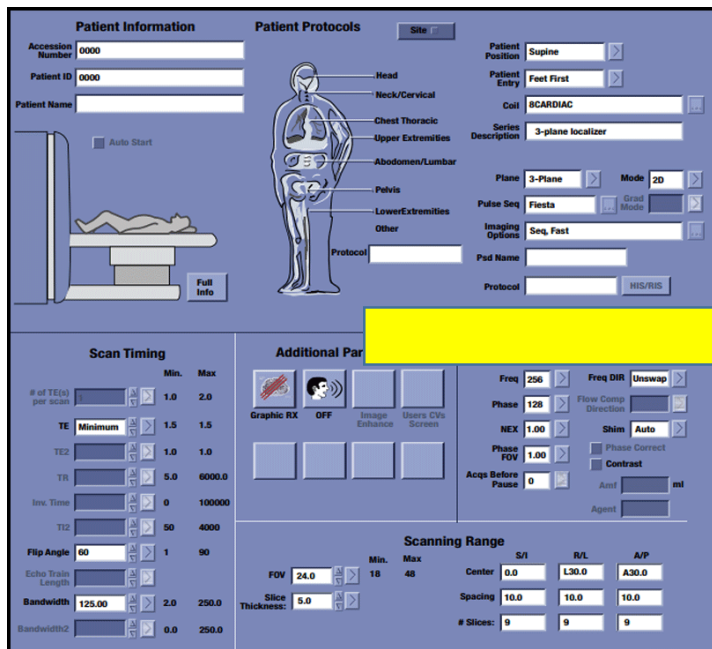 Patient Information
Accession Number 0000
Patient ID 0000
Patient Name
Auto Start
Full Info
Patient Protocols
Site
Head
Neck/Cervical
Chest Thoracic
Upper Extremities
Abodomen/Lumbar
Pelvis
LowerExtremities
Other
Protocol
Patient Position Supine
Patient Entry Feet First
Coil 8CARDIAC ...
Series Description 3-plane localizer
Plane 3-Plane Mode 2D
Pulse Seq Fiesta ... Grad Mode
Imaging Options Seq, Fast ...
Psd Name
Protocol HIS/RIS
Scan Timing
Min. Max
# of TE(s) per scan 1 1.0 2.0
TE Minimum 1.5 1.5
TE2 1.0 1.0
TR 5.0 6000.0
Inv. Time 0 100000
TI2 50 4000
Flip Angle 60 1 90
Echo Train Length
Bandwidth 125.00 2.0 250.0
Bandwidth2 0.0 250.0
Additional Par
Graphic RX OFF Image Enhance Users CVs Screen
Freq 256 Freq DIR Unswap
Phase 128 Flow Comp Direction
NEX 1.00 Shim Auto
Phase FOV 1.00 Phase Correct
Contrast
Acqs Before Pause 0 Amf ml
Agent
Scanning Range
Min. Max S/I R/L A/P
FOV 24.0 18 48 Center 0.0 L30.0 A30.0
Slice Thickness: 5.0 Spacing 10.0 10.0 10.0
# Slices: 9 9 9